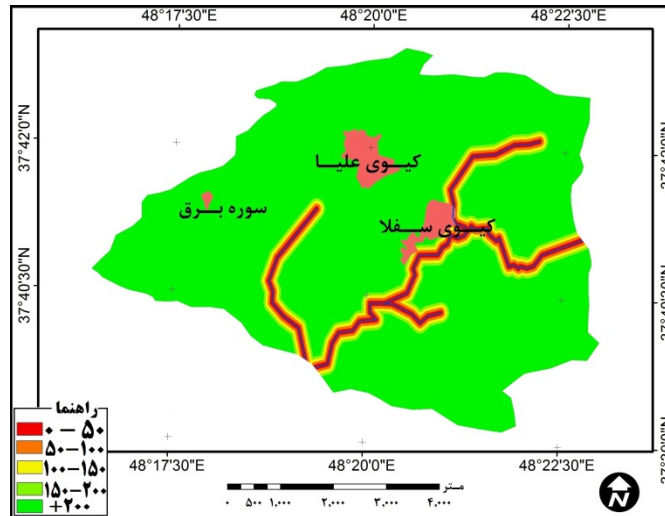 48°17'30"E 48°20'0"E 48°22'30"E
37°42'0"N
کیـوی علیـا
سوره بـرق
کیـوی سـفلا
37°40'30"N
راهنما
۰ – ۵۰
۵۰-۱۰۰
۱۰۰-۱۵۰
۱۵۰-۲۰۰
+۲۰۰
48°17'30"E 48°20'0"E 48°22'30"E
متر
۰ ۵۰۰ ۱.۰۰۰ ۲.۰۰۰ ۳.۰۰۰ ۴.۰۰۰
N